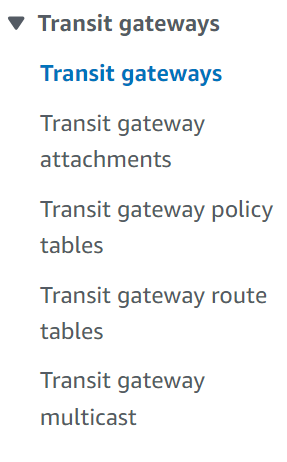 Transit gateways
Transit gateways
Transit gateway
attachments
Transit gateway policy
tables
Transit gateway route
tables
Transit gateway
multicast